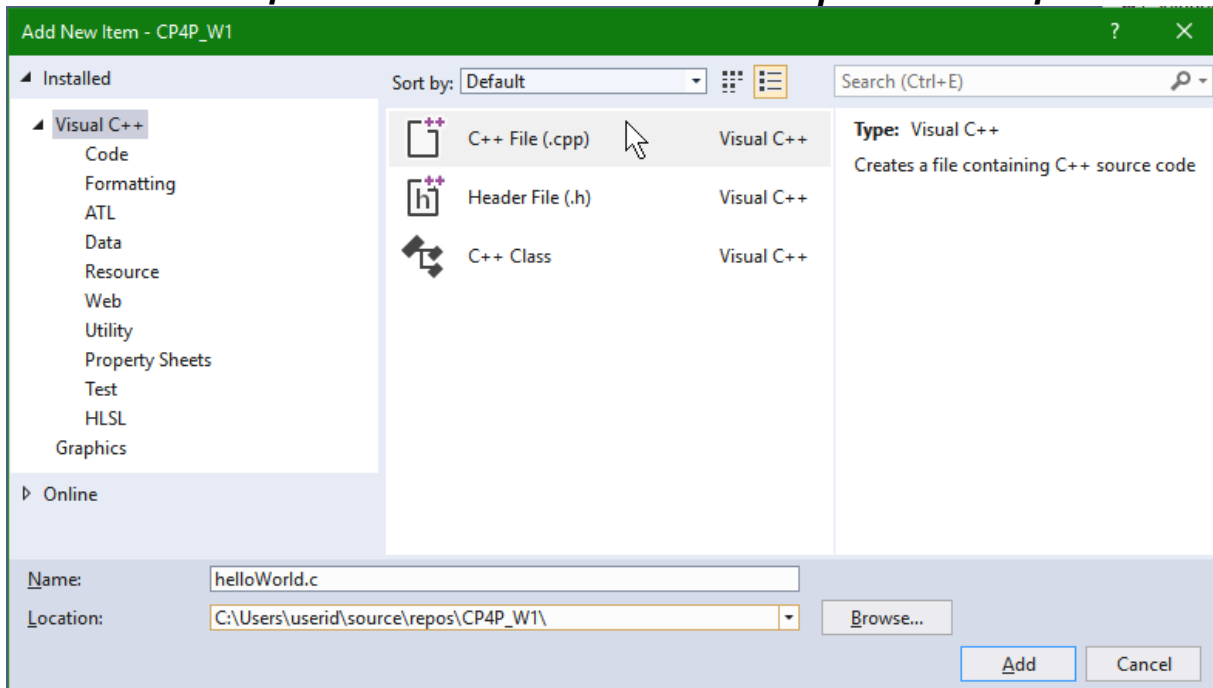 Add New Item - CP4P_W1 ? ×
Installed
Sort by: Default
Search (Ctrl+E)
Visual C++
Code
Formatting
ATL
Data
Resource
Web
Utility
Property Sheets
Test
HLSL
Graphics
Online
C++ File (.cpp) Visual C++
Header File (.h) Visual C++
C++ Class Visual C++
Type: Visual C++
Creates a file containing C++ source code
Name: helloWorld.c
Location: C:\Users\userid\source\repos\CP4P_W1\
Browse...
Add Cancel